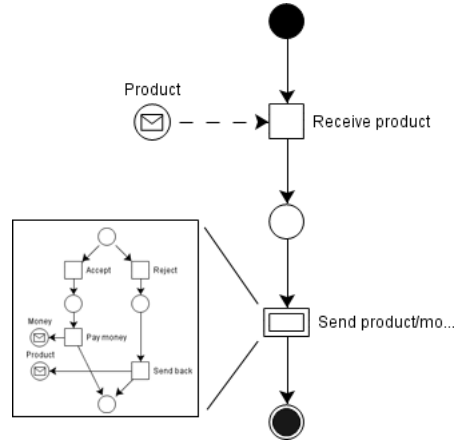 Product
Receive product
Accept
Reject
Money
Pay money
Product
Send back
Send product/mo...